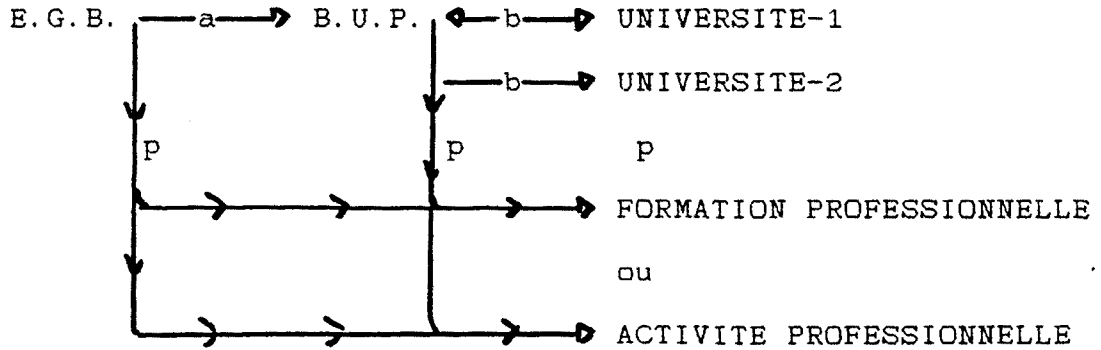 E.G.B. a B.U.P. b UNIVERSITE-1
b UNIVERSITE-2
p p p
FORMATION PROFESSIONNELLE
ou
ACTIVITE PROFESSIONNELLE